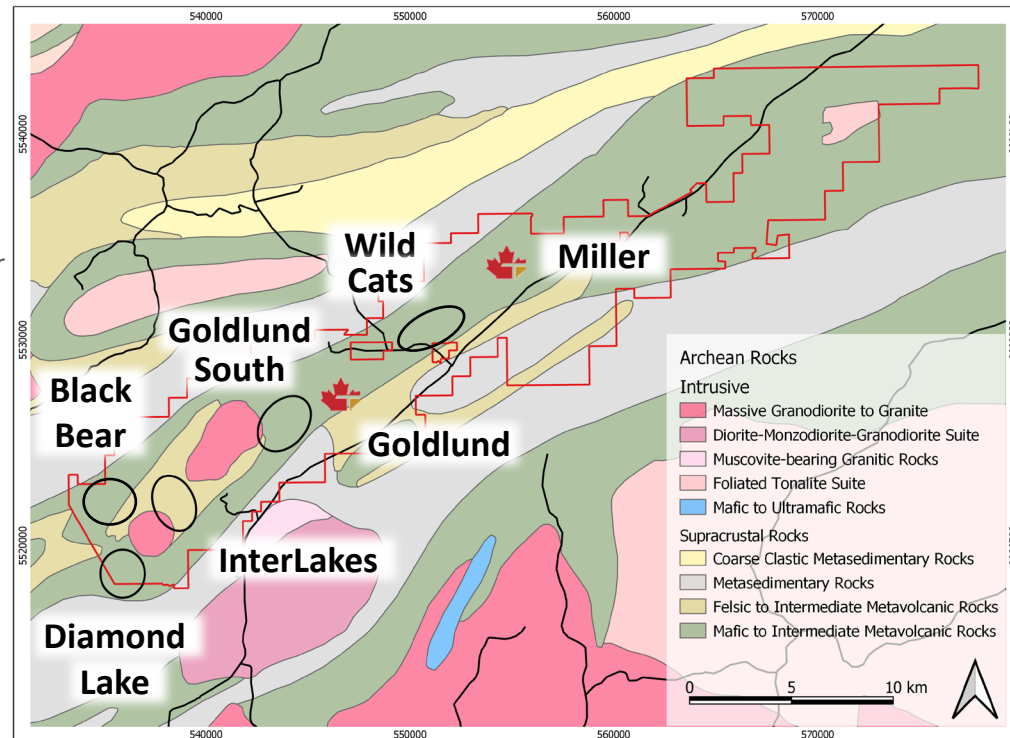 540000
550000
560000
570000
5540000
5530000
5520000
Wild
Cats
Miller
Goldlund
South
Black
Bear
Goldlund
InterLakes
Diamond
Lake
Archean Rocks
Intrusive
Massive Granodiorite to Granite
Diorite-Monzodiorite-Granodiorite Suite
Muscovite-bearing Granitic Rocks
Foliated Tonalite Suite
Mafic to Ultramafic Rocks
Supracrustal Rocks
Coarse Clastic Metasedimentary Rocks
Metasedimentary Rocks
Felsic to Intermediate Metavolcanic Rocks
Mafic to Intermediate Metavolcanic Rocks
0 5 10 km
540000
550000
560000
570000